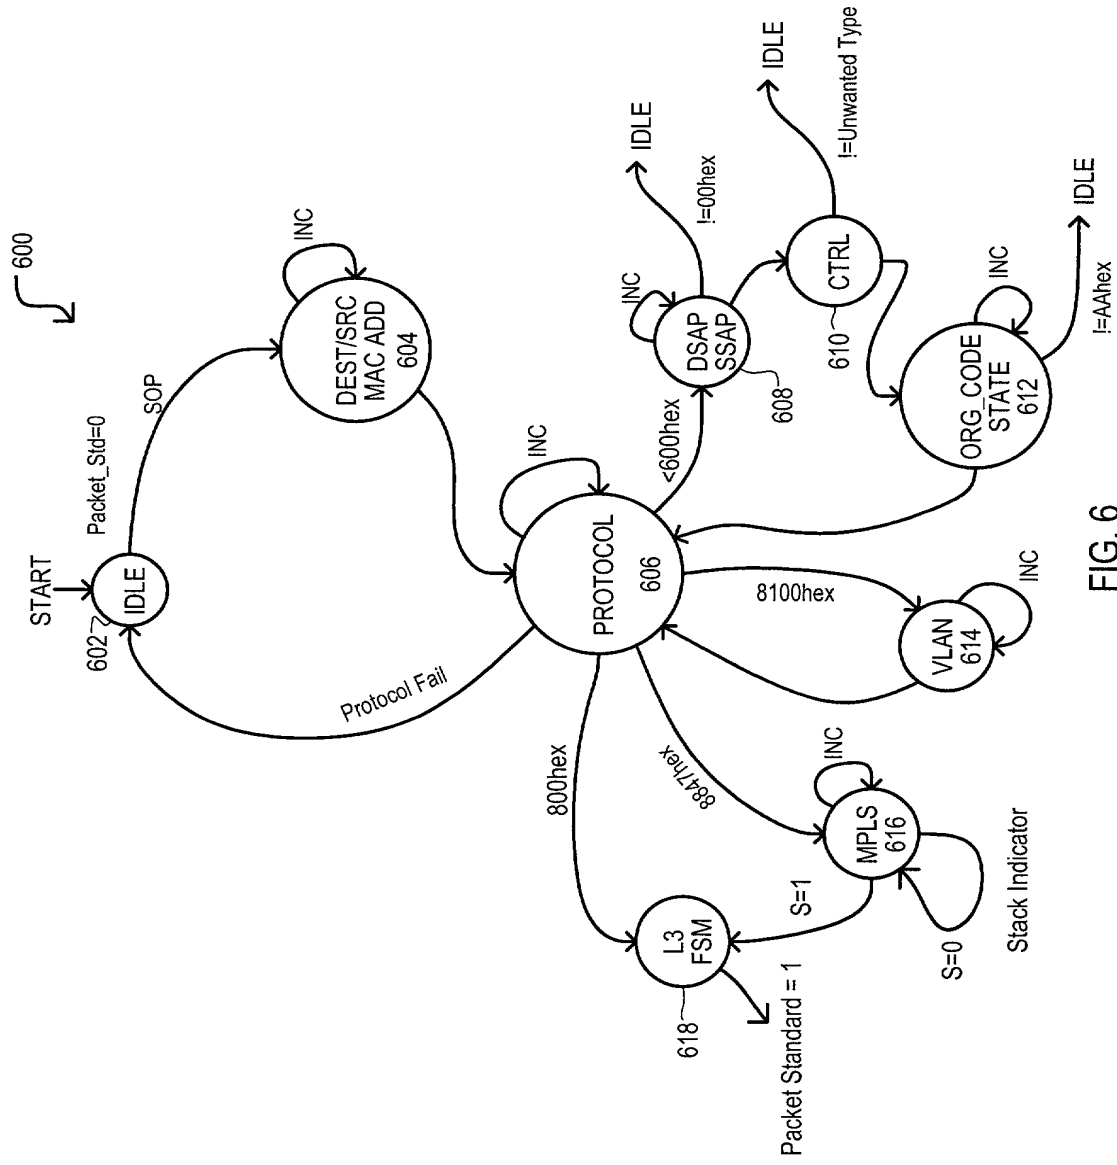 600
START
602
IDLE
Packet_Std=0
SOP
DEST/SRC
MAC ADD
604
INC
Protocol Fail
PROTOCOL
606
INC
<600hex
DSAP
SSAP
608
INC
!=00hex
IDLE
CTRL
610
!=Unwanted Type
IDLE
ORG_CODE
STATE
612
INC
!=AAhex
IDLE
8100hex
VLAN
614
INC
8847hex
MPLS
616
INC
S=0
Stack Indicator
S=1
800hex
L3
FSM
618
Packet Standard = 1
FIG. 6